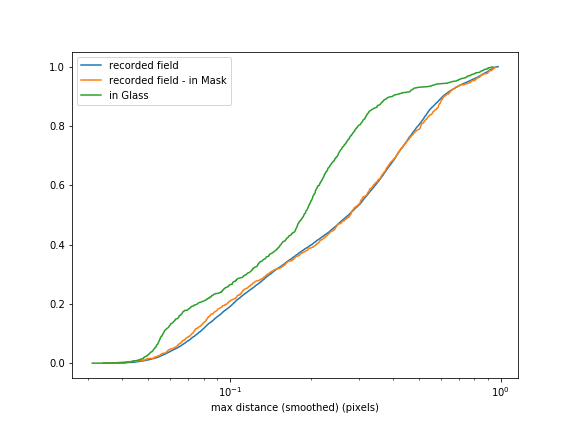 recorded field
recorded field - in Mask
in Glass
1.0
0.8
0.6
0.4
0.2
0.0
10⁻¹
10⁰
max distance (smoothed) (pixels)